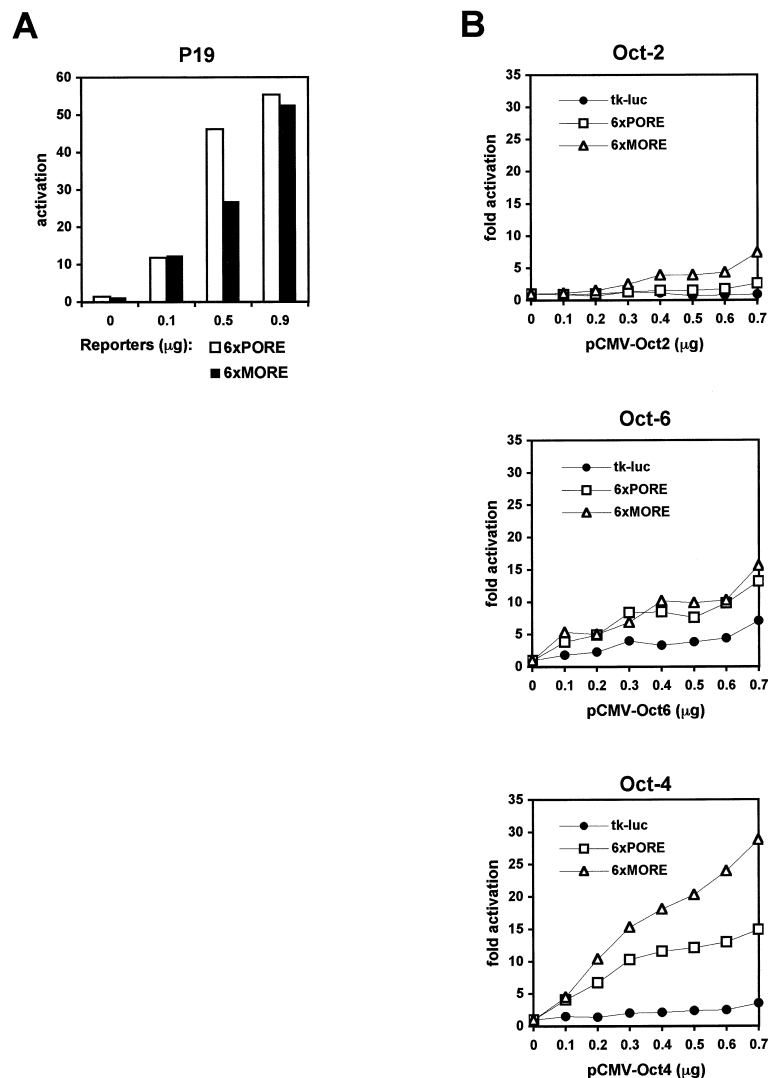 A
P19
60
50
40
30
20
10
0
activation
0 0.1 0.5 0.9
Reporters (μg): 6xPORE
6xMORE
B
Oct-2
35
30
25
20
15
10
5
0
fold activation
tk-luc
6xPORE
6xMORE
0 0.1 0.2 0.3 0.4 0.5 0.6 0.7
pCMV-Oct2 (μg)
Oct-6
35
30
25
20
15
10
5
0
fold activation
tk-luc
6xPORE
6xMORE
0 0.1 0.2 0.3 0.4 0.5 0.6 0.7
pCMV-Oct6 (μg)
Oct-4
35
30
25
20
15
10
5
0
fold activation
tk-luc
6xPORE
6xMORE
0 0.1 0.2 0.3 0.4 0.5 0.6 0.7
pCMV-Oct4 (μg)